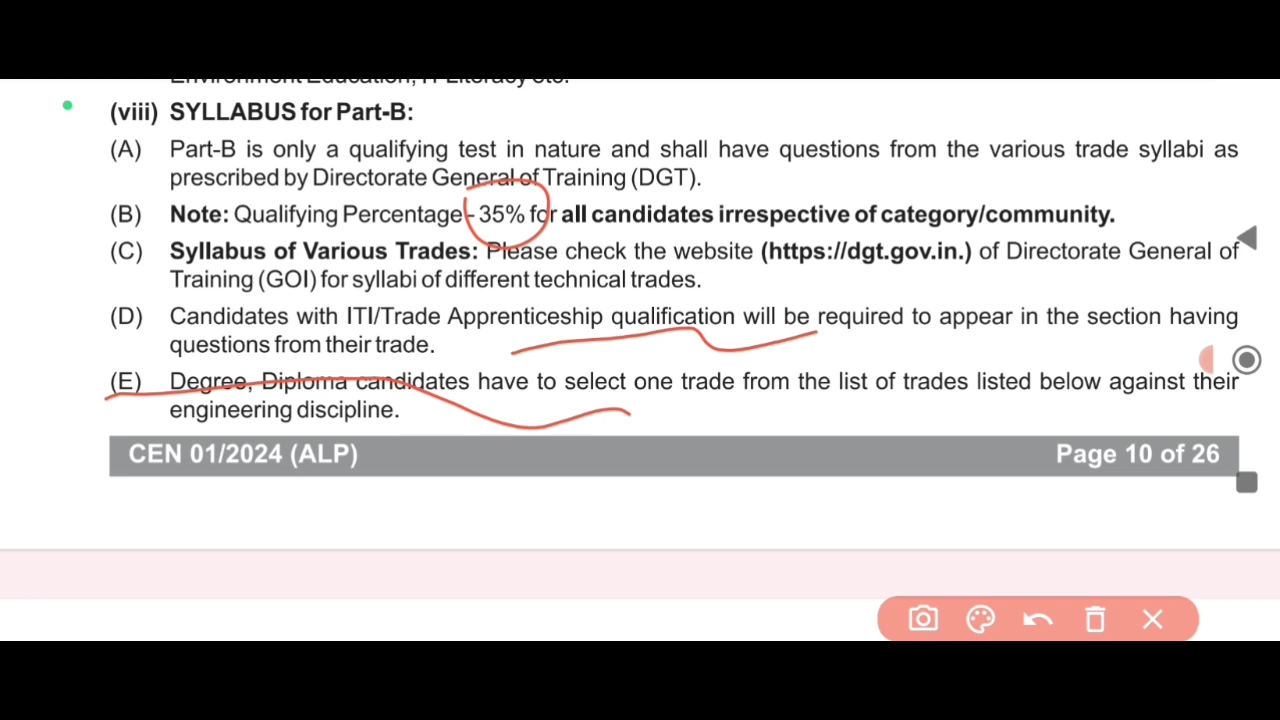 Environment Education, IT Literacy etc.
(viii) SYLLABUS for Part-B:
(A) Part-B is only a qualifying test in nature and shall have questions from the various trade syllabi as
prescribed by Directorate General of Training (DGT).
(B) Note: Qualifying Percentage - 35% for all candidates irrespective of category/community.
(C) Syllabus of Various Trades: Please check the website (https://dgt.gov.in.) of Directorate General of
Training (GOI) for syllabi of different technical trades.
(D) Candidates with ITI/Trade Apprenticeship qualification will be required to appear in the section having
questions from their trade.
(E) Degree, Diploma candidates have to select one trade from the list of trades listed below against their
engineering discipline.
CEN 01/2024 (ALP) Page 10 of 26